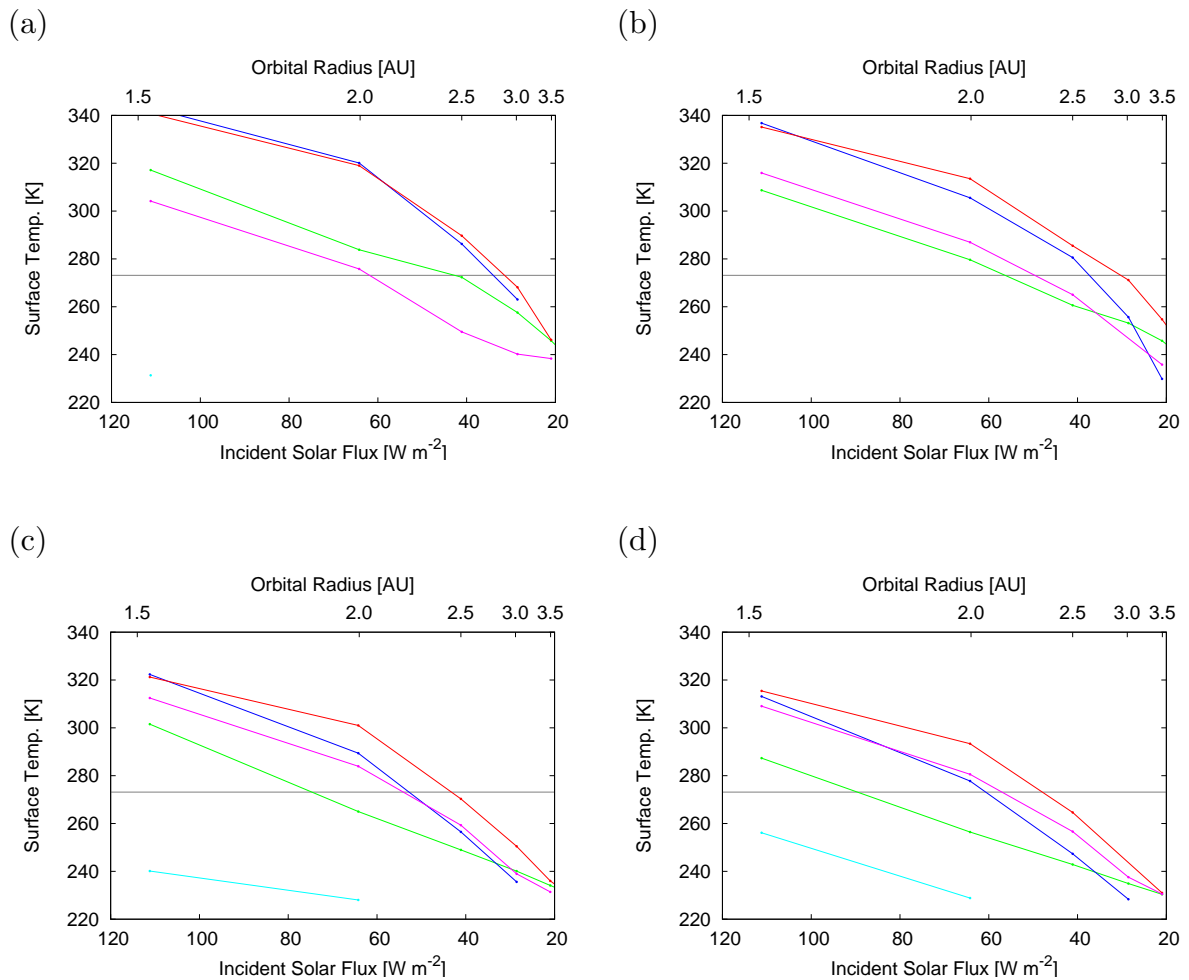 (a)
Orbital Radius [AU]
1.5 2.0 2.5 3.0 3.5
340
320
300
280
260
240
220
Surface Temp. [K]
120 100 80 60 40 20
Incident Solar Flux [W m-2]
(b)
Orbital Radius [AU]
1.5 2.0 2.5 3.0 3.5
340
320
300
280
260
240
220
Surface Temp. [K]
120 100 80 60 40 20
Incident Solar Flux [W m-2]
(c)
Orbital Radius [AU]
1.5 2.0 2.5 3.0 3.5
340
320
300
280
260
240
220
Surface Temp. [K]
120 100 80 60 40 20
Incident Solar Flux [W m-2]
(d)
Orbital Radius [AU]
1.5 2.0 2.5 3.0 3.5
340
320
300
280
260
240
220
Surface Temp. [K]
120 100 80 60 40 20
Incident Solar Flux [W m-2]